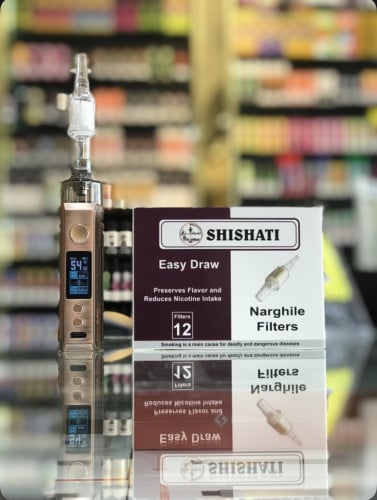 SHISHATI
Easy Draw
Preserves Flavor and
Reduces Nicotine Intake
Filters
12
Narghile
Filters
Smoking is a main cause for deadly and dangerous diseases